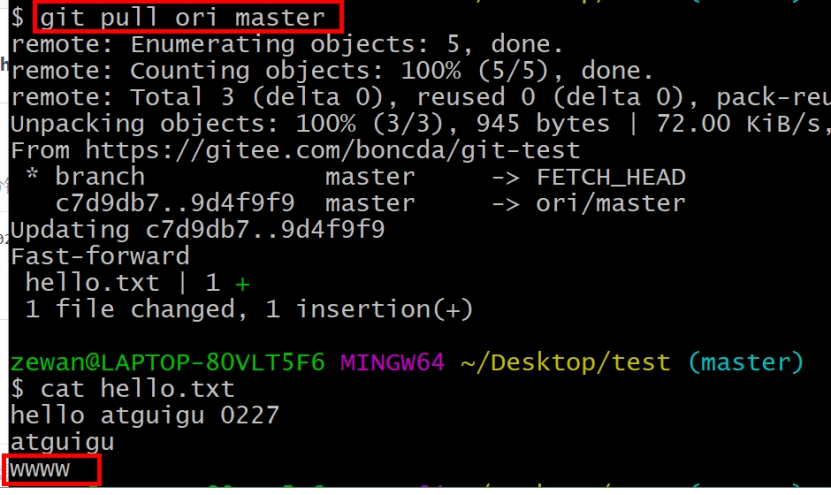 $ git pull ori master
remote: Enumerating objects: 5, done.
remote: Counting objects: 100% (5/5), done.
remote: Total 3 (delta 0), reused 0 (delta 0), pack-reu
Unpacking objects: 100% (3/3), 945 bytes | 72.00 KiB/s,
From https://gitee.com/boncda/git-test
 * branch            master     -> FETCH_HEAD
   c7d9db7..9d4f9f9  master     -> ori/master
Updating c7d9db7..9d4f9f9
Fast-forward
 hello.txt | 1 +
 1 file changed, 1 insertion(+)
zewan@LAPTOP-8OVLT5F6 MINGW64 ~/Desktop/test (master)
$ cat hello.txt
hello atguigu 0227
atguigu
wwww